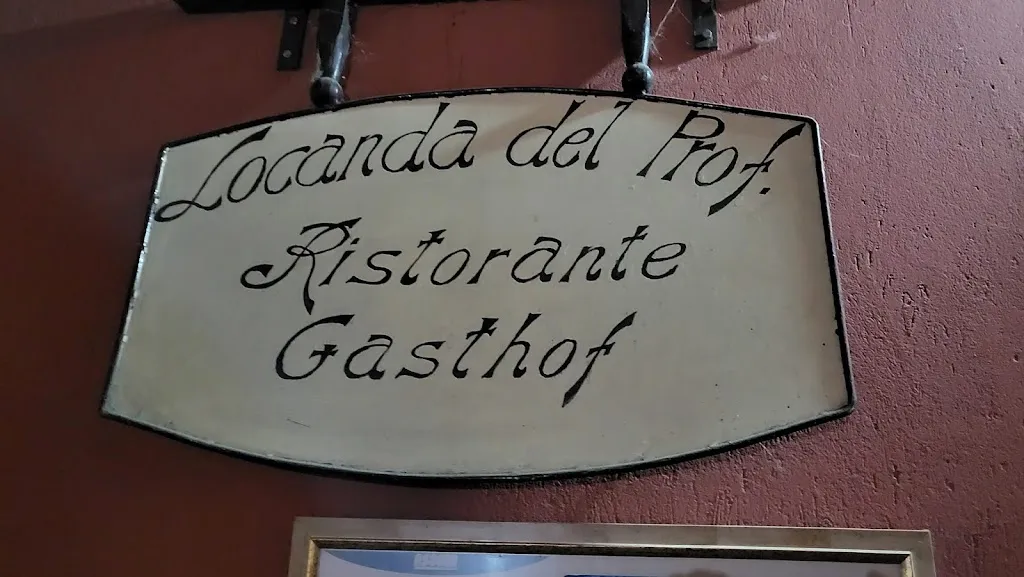 Locanda del Prof.
Ristorante
Gasthof